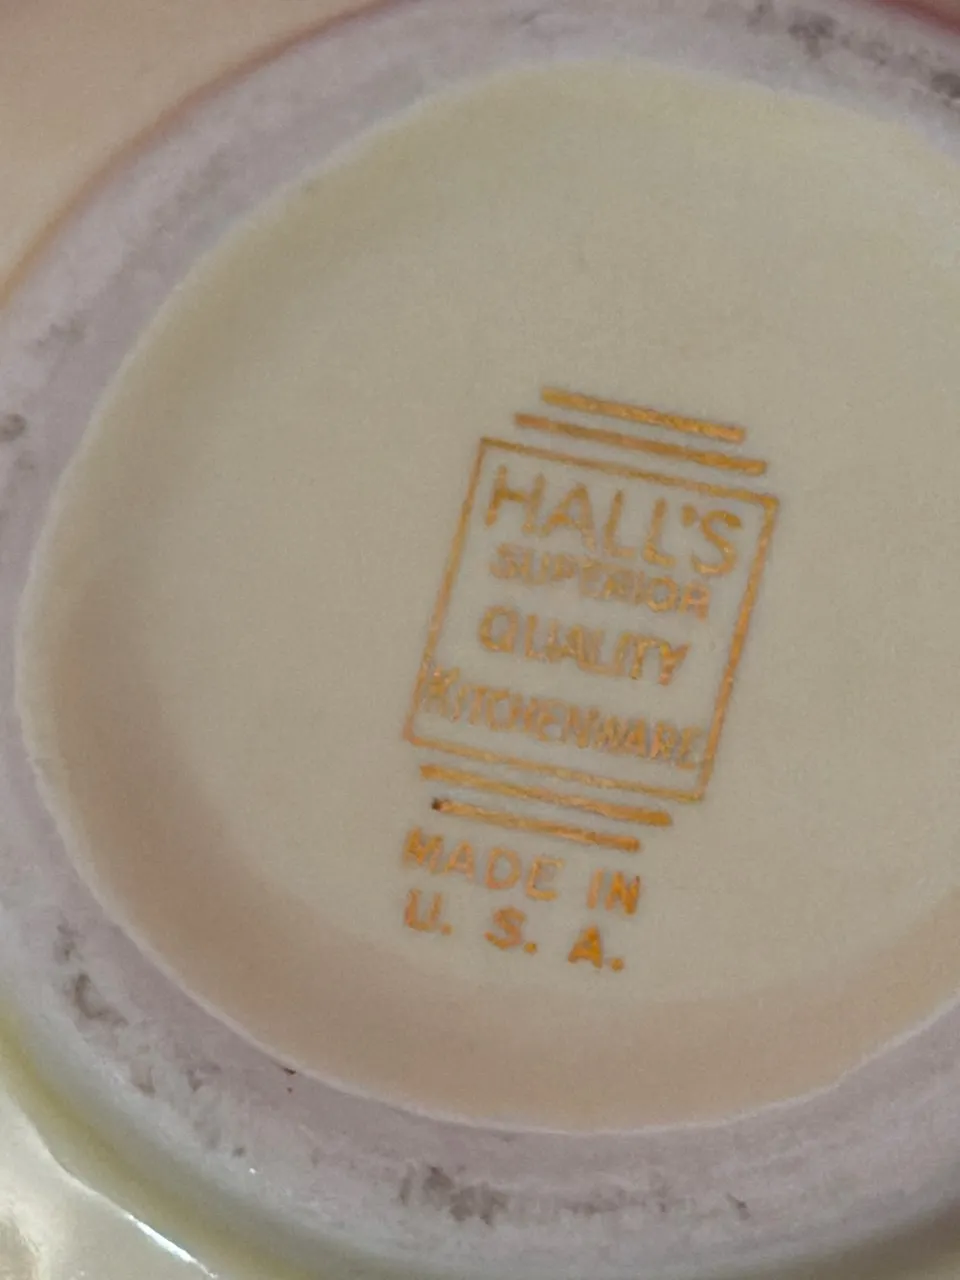 HALL'S
SUPERIOR
QUALITY
KITCHENWARE
MADE IN
U. S. A.